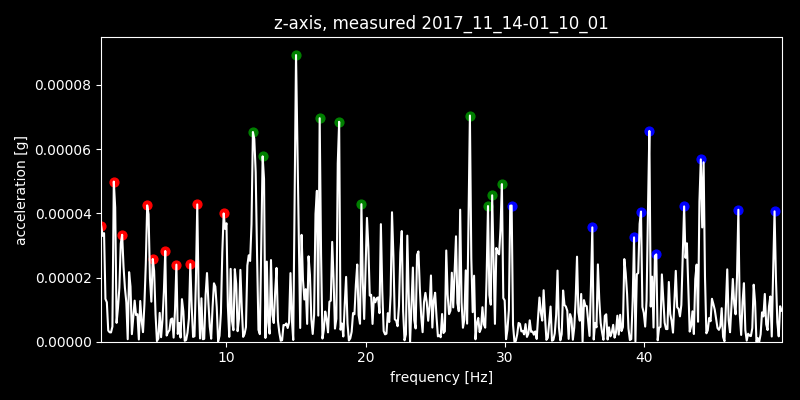 z-axis, measured 2017_11_14-01_10_01
acceleration [g]
0.00008
0.00006
0.00004
0.00002
0.00000
10 20 30 40
frequency [Hz]